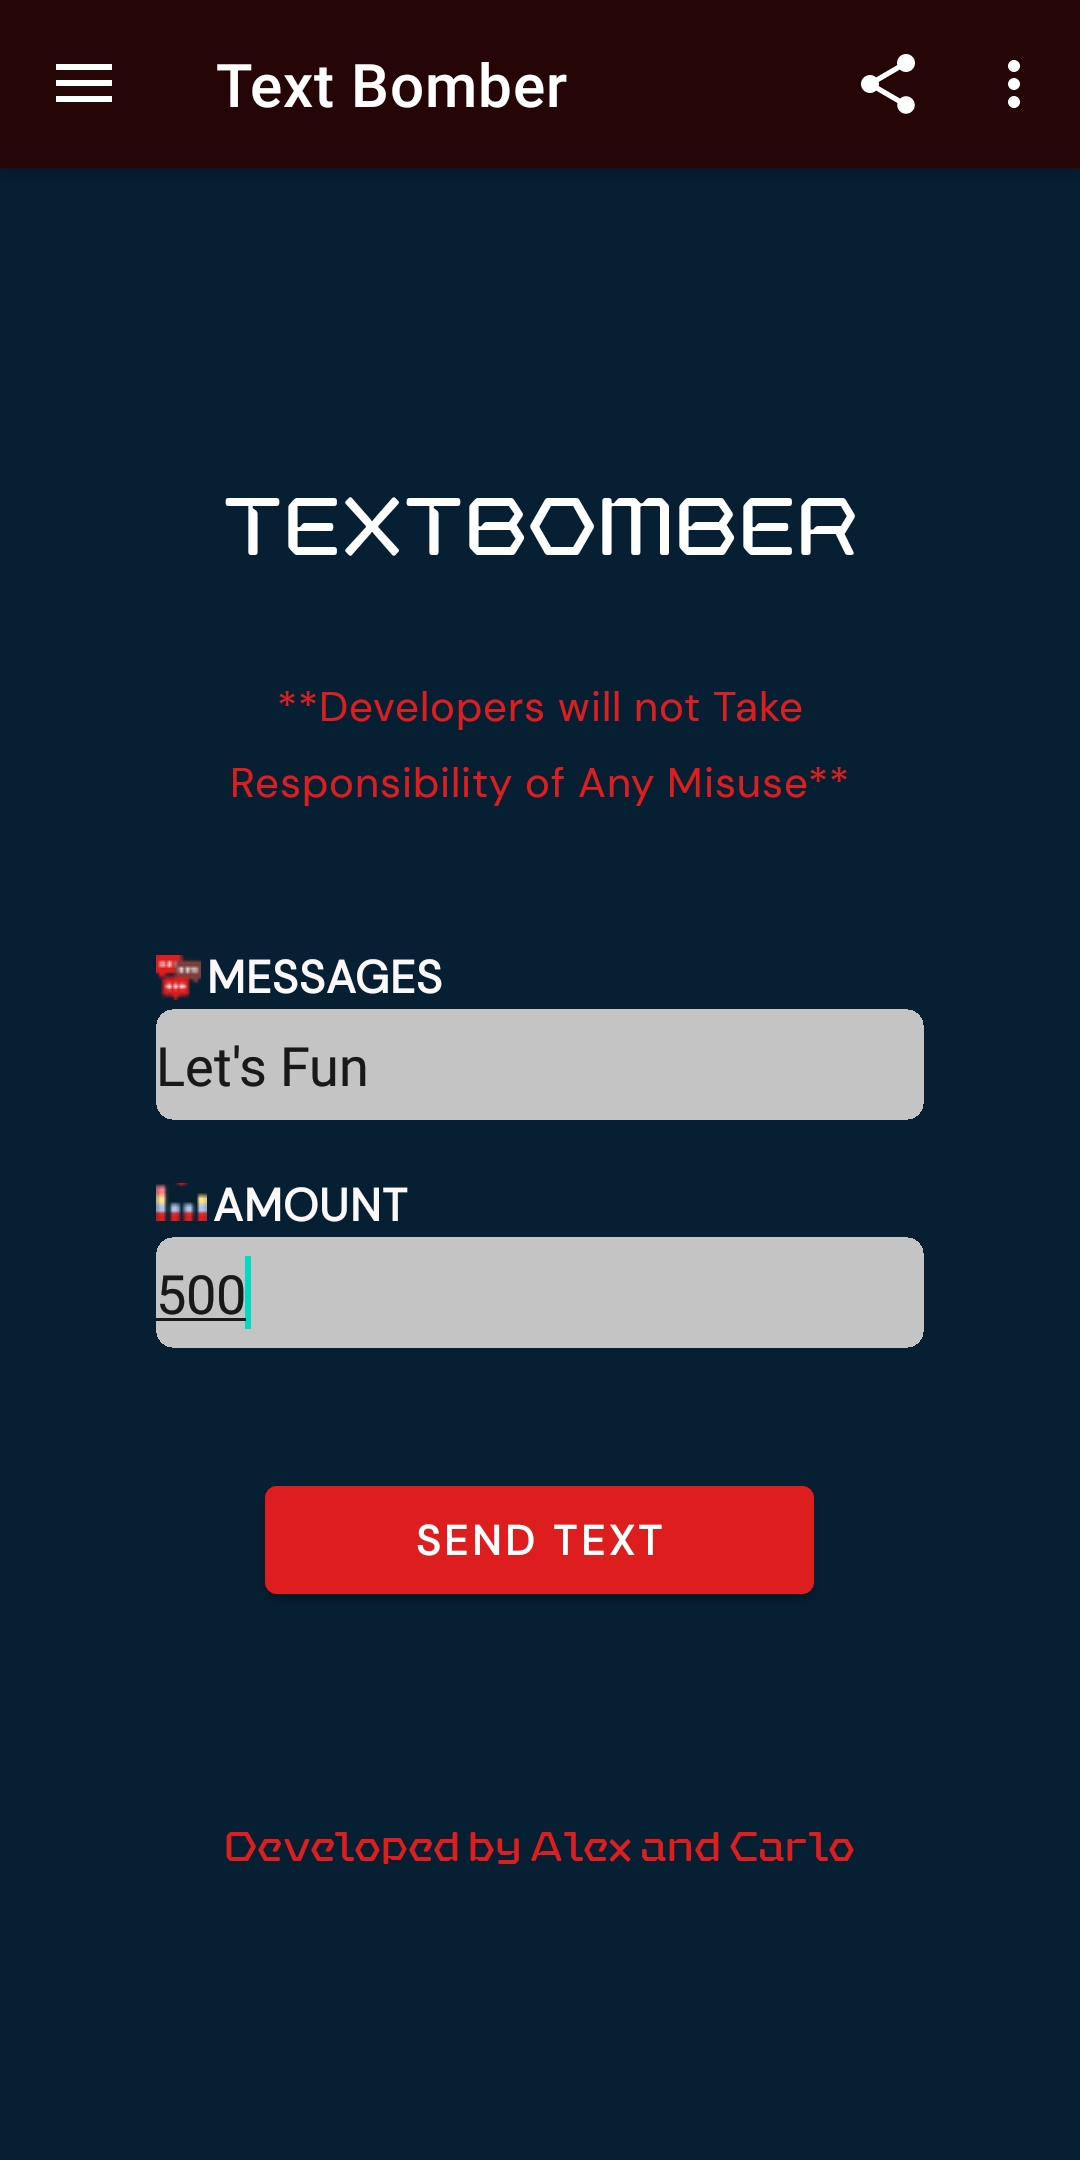 Text Bomber
TEXTBOMBER
**Developers will not Take
Responsibility of Any Misuse**
MESSAGES
Let's Fun
AMOUNT
500
SEND TEXT
Developed by Alex and Carlo